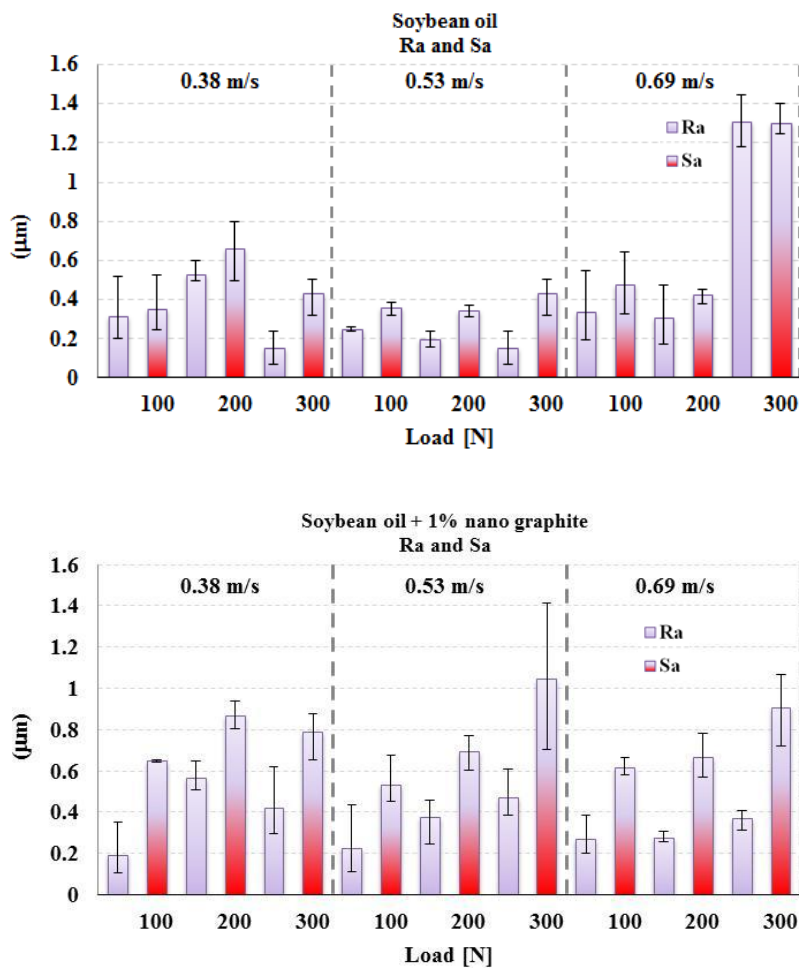 Soybean oil
Ra and Sa
1.6
0.38 m/s 0.53 m/s 0.69 m/s
1.4
Ra
1.2
Sa
1
0.8
0.6
0.4
0.2
0
(μm)
100 200 300 100 200 300 100 200 300
Load [N]
Soybean oil + 1% nano graphite
Ra and Sa
1.6
0.38 m/s 0.53 m/s 0.69 m/s
1.4
1.2
Ra
Sa
1
0.8
0.6
0.4
0.2
0
(μm)
100 200 300 100 200 300 100 200 300
Load [N]